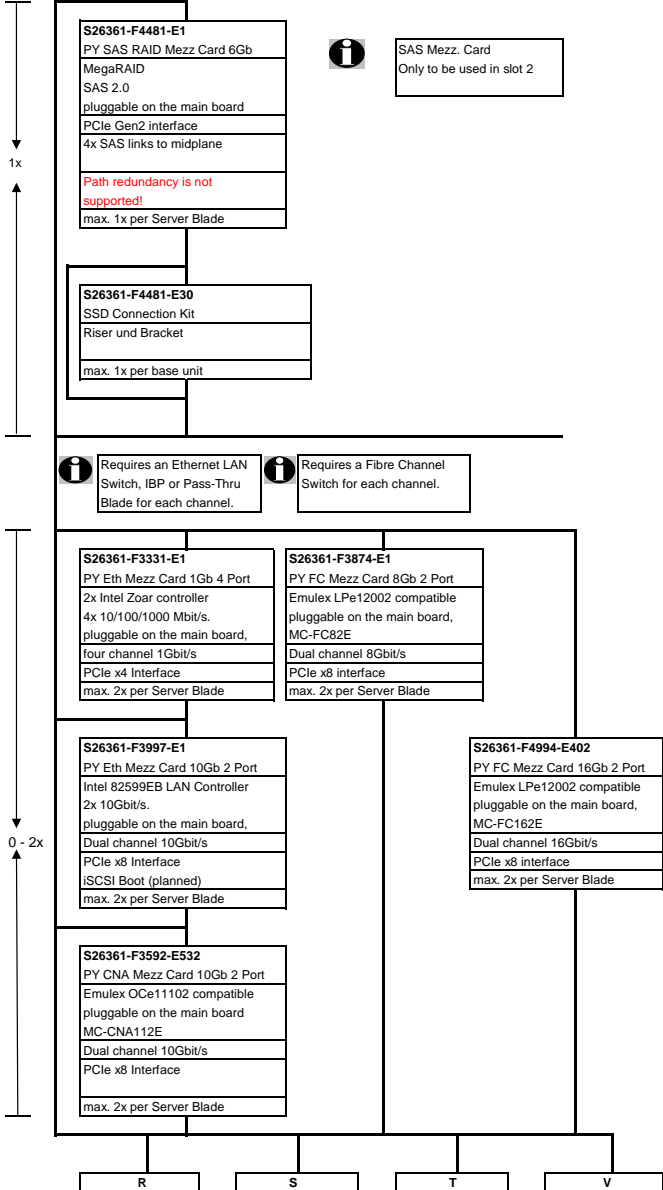 S26361-F4481-E1
PY SAS RAID Mezz Card 6Gb
MegaRAID
SAS 2.0
pluggable on the main board
PCIe Gen2 interface
4x SAS links to midplane
Path redundancy is not
supported!
max. 1x per Server Blade
SAS Mezz. Card
Only to be used in slot 2
1x
S26361-F4481-E30
SSD Connection Kit
Riser und Bracket
max. 1x per base unit
Requires an Ethernet LAN
Switch, IBP or Pass-Thru
Blade for each channel.
Requires a Fibre Channel
Switch for each channel.
S26361-F3331-E1
PY Eth Mezz Card 1Gb 4 Port
2x Intel Zoar controller
4x 10/100/1000 Mbit/s.
pluggable on the main board,
four channel 1Gbit/s
PCIe x4 Interface
max. 2x per Server Blade
S26361-F3874-E1
PY FC Mezz Card 8Gb 2 Port
Emulex LPe12002 compatible
pluggable on the main board,
MC-FC82E
Dual channel 8Gbit/s
PCIe x8 interface
max. 2x per Server Blade
S26361-F3997-E1
PY Eth Mezz Card 10Gb 2 Port
Intel 82599EB LAN Controller
2x 10Gbit/s.
pluggable on the main board,
Dual channel 10Gbit/s
PCIe x8 Interface
iSCSI Boot (planned)
max. 2x per Server Blade
S26361-F4994-E402
PY FC Mezz Card 16Gb 2 Port
Emulex LPe12002 compatible
pluggable on the main board,
MC-FC162E
Dual channel 16Gbit/s
PCIe x8 interface
max. 2x per Server Blade
0 - 2x
S26361-F3592-E532
PY CNA Mezz Card 10Gb 2 Port
Emulex OCe11102 compatible
pluggable on the main board
MC-CNA112E
Dual channel 10Gbit/s
PCIe x8 Interface
max. 2x per Server Blade
R
S
T
V